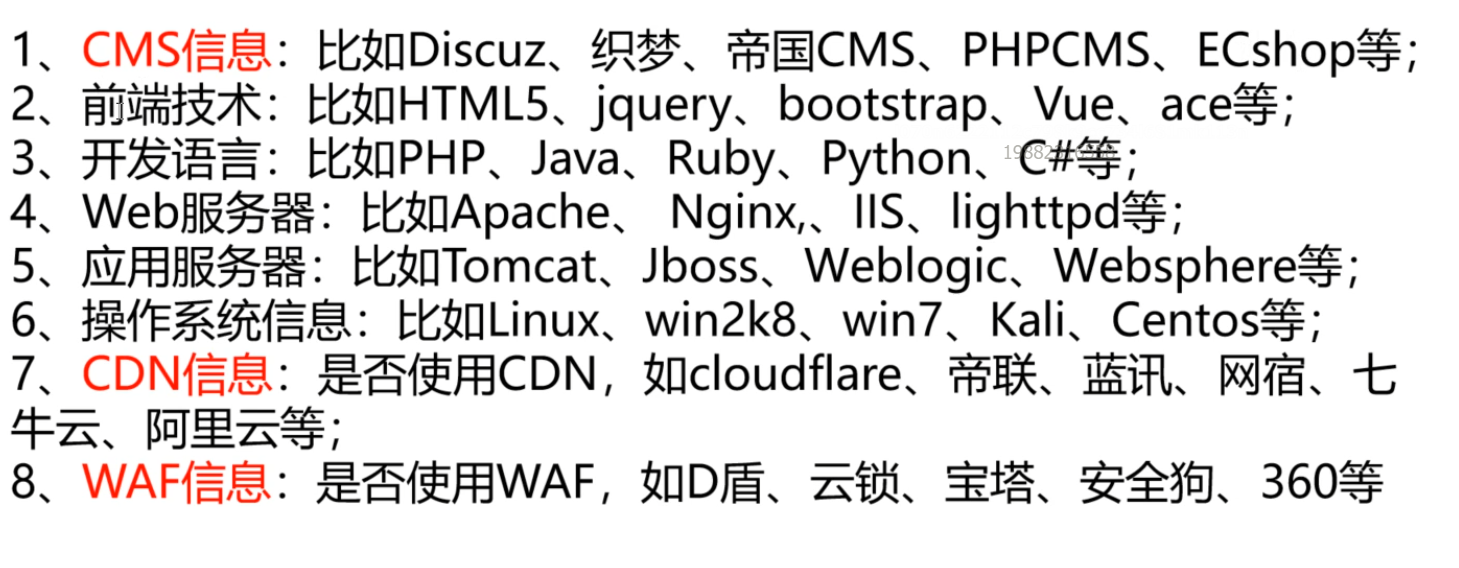 1、CMS信息：比如Discuz、织梦、帝国CMS、PHPCMS、ECshop等；
2、前端技术：比如HTML5、jquery、bootstrap、Vue、ace等；
3、开发语言：比如PHP、Java、Ruby、Python、C#等；
4、Web服务器：比如Apache、 Nginx,、IIS、lighttpd等；
5、应用服务器：比如Tomcat、Jboss、Weblogic、Websphere等；
6、操作系统信息：比如Linux、win2k8、win7、Kali、Centos等；
7、CDN信息：是否使用CDN，如cloudflare、帝联、蓝讯、网宿、七
牛云、阿里云等；
8、WAF信息：是否使用WAF，如D盾、云锁、宝塔、安全狗、360等